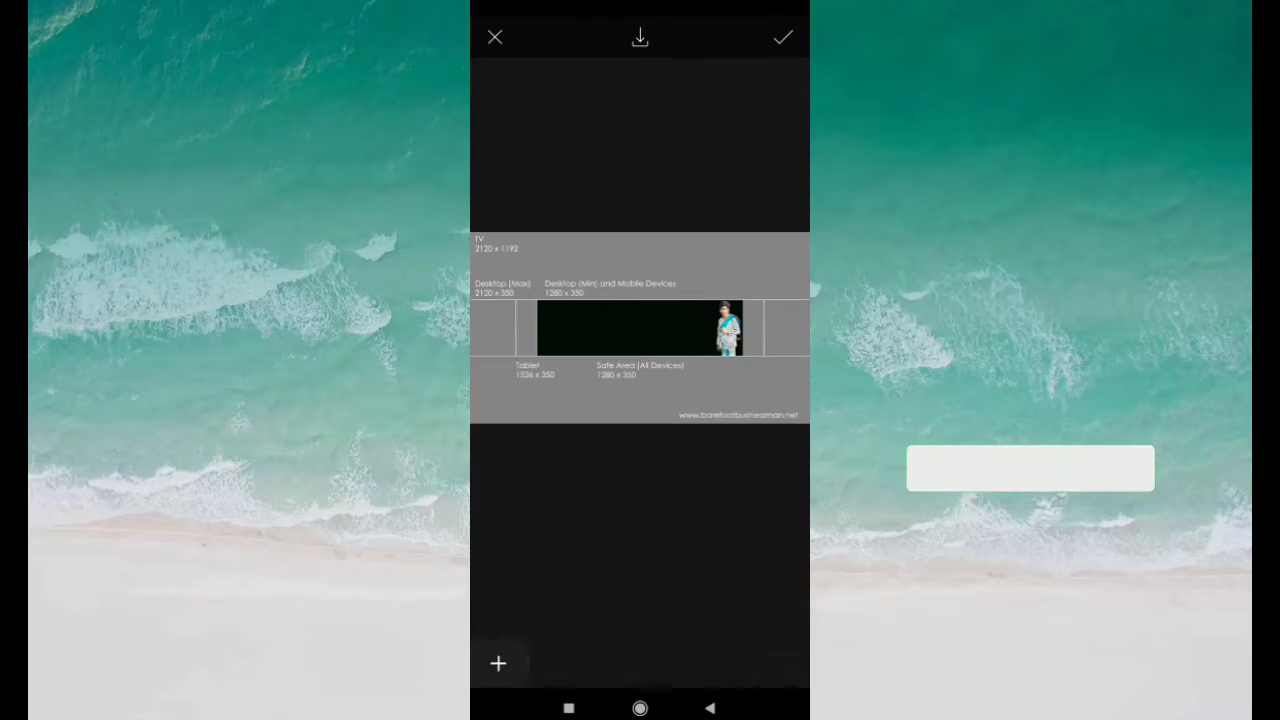 TV
2120 x 1192
Desktop (Max)
2120 x 350
Desktop (Min) and Mobile Devices
1280 x 350
Tablet
1536 x 350
Safe Area (All Devices)
1280 x 350
www.barefootbusinessman.net